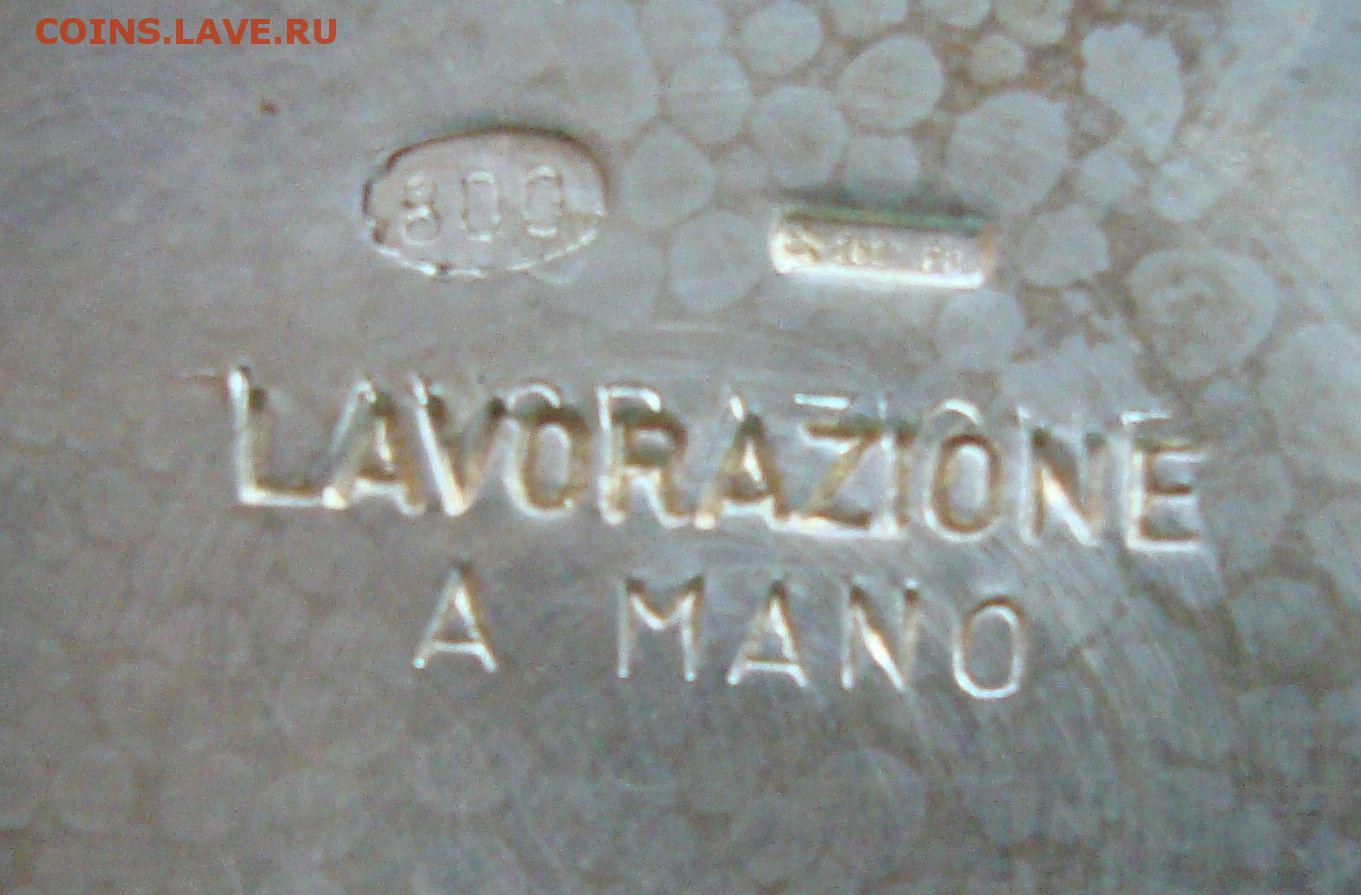 COINS.LAVE.RU
800
LAVORAZIONE
A MANO